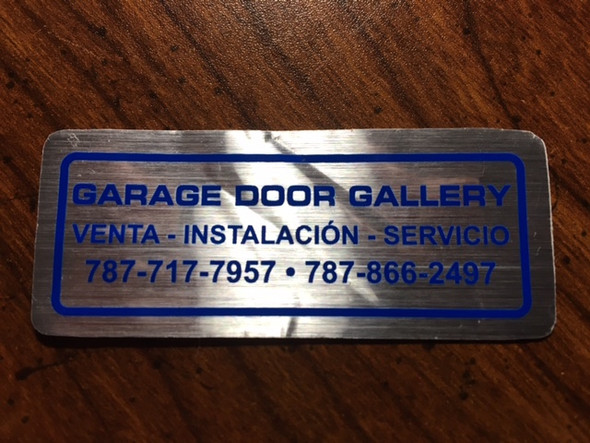 GARAGE DOOR GALLERY
VENTA - INSTALACIÓN - SERVICIO
787-717-7957 • 787-866-2497